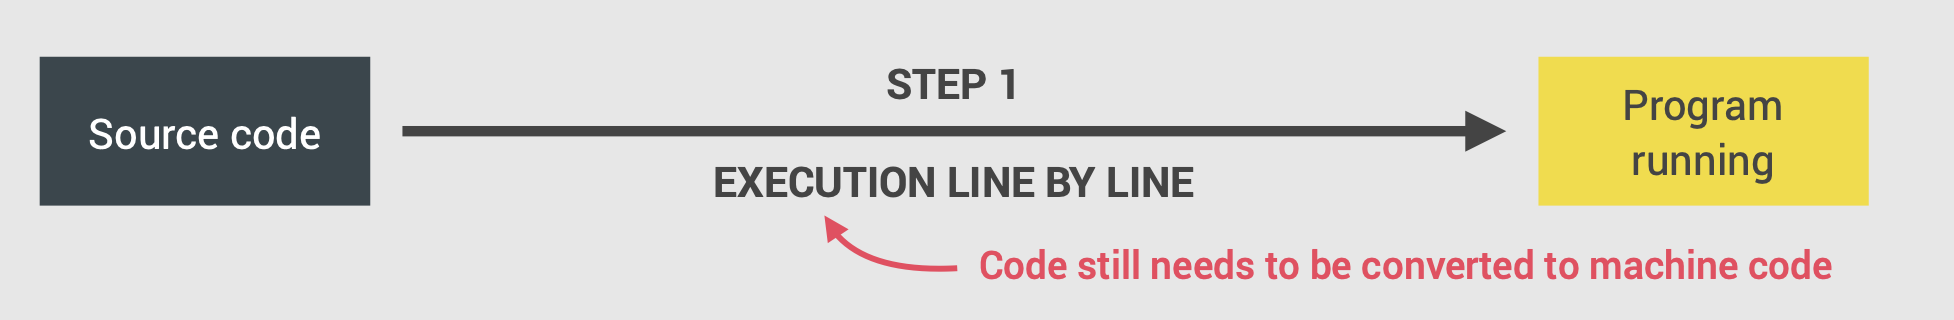 Source code
STEP 1
EXECUTION LINE BY LINE
Code still needs to be converted to machine code
Program
running